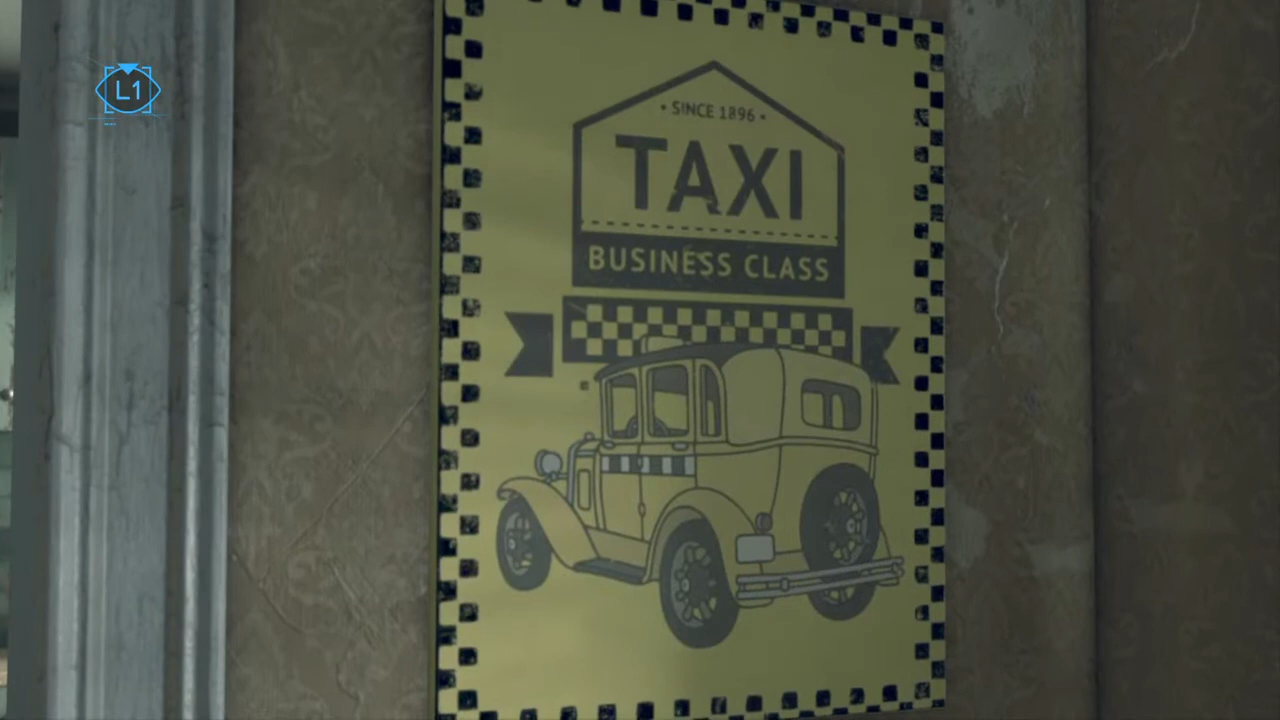 L1
• SINCE 1896 •
TAXI
BUSINESS CLASS